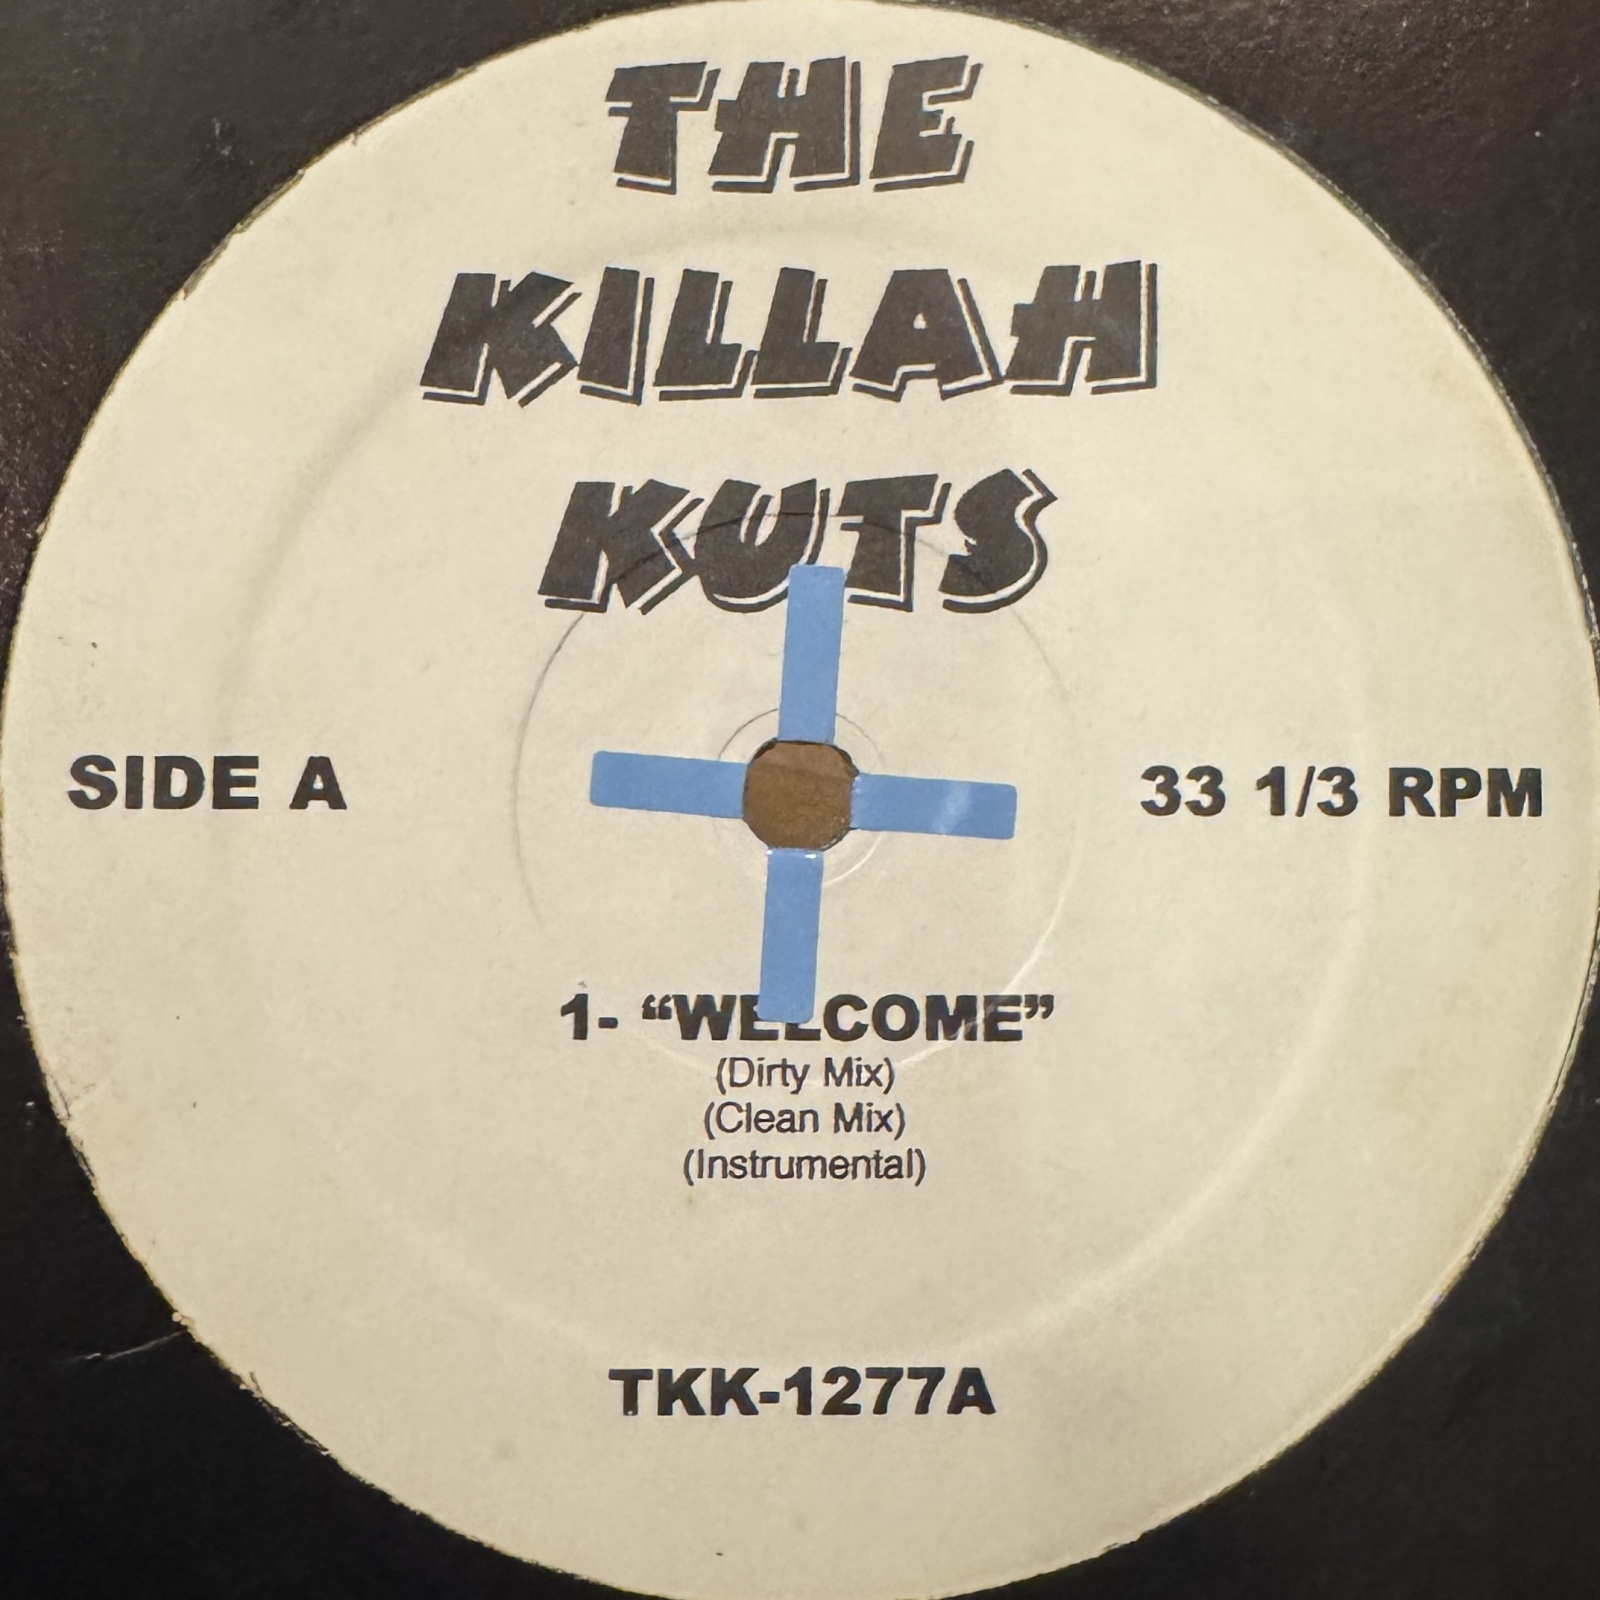 THE
KILLAH
KUTS
SIDE A
33 1/3 RPM
1- “WELCOME”
(Dirty Mix)
(Clean Mix)
(Instrumental)
TKK-1277A